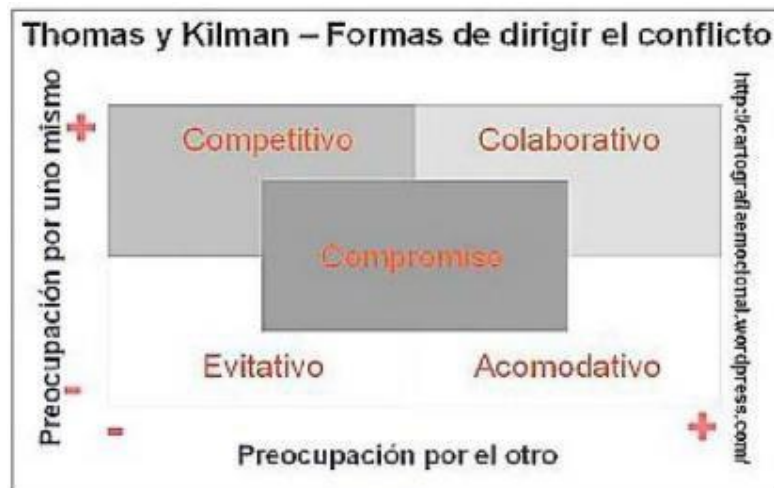 Thomas y Kilman – Formas de dirigir el conflicto
Preocupación por uno mismo
+
Competitivo
Colaborativo
Compromiso
Evitativo
Acomodativo
-
-
+
Preocupación por el otro
http://cartografiaemocional.wordpress.com/